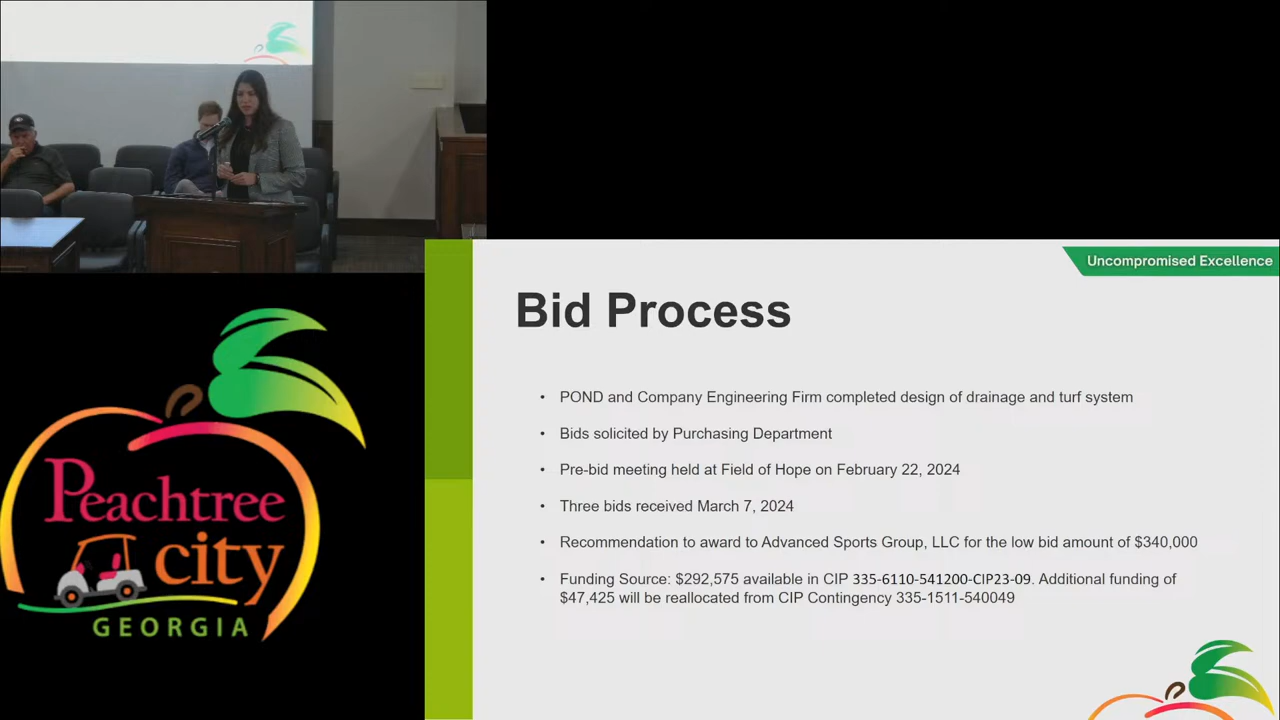 Uncompromised Excellence
Bid Process
• POND and Company Engineering Firm completed design of drainage and turf system
• Bids solicited by Purchasing Department
• Pre-bid meeting held at Field of Hope on February 22, 2024
• Three bids received March 7, 2024
• Recommendation to award to Advanced Sports Group, LLC for the low bid amount of $340,000
• Funding Source: $292,575 available in CIP 335-6110-541200-CIP23-09. Additional funding of
$47,425 will be reallocated from CIP Contingency 335-1511-540049
Peachtree
city
GEORGIA